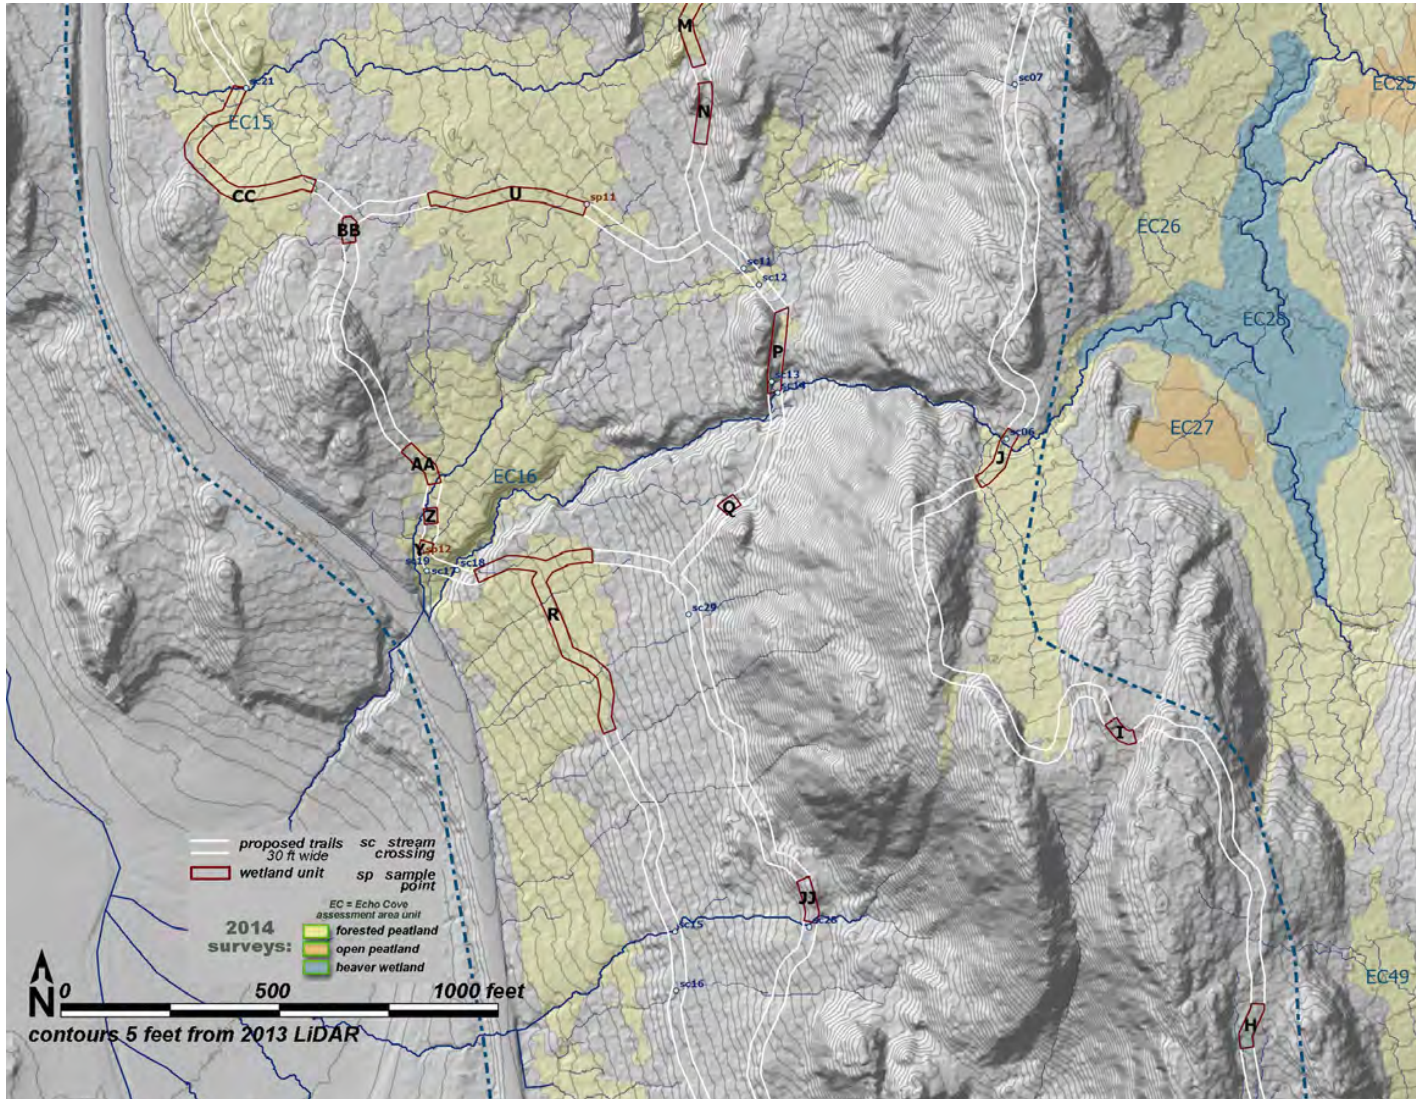 M
sc07
EC25
sc21
N
EC15
CC
U
sp11
BB
EC26
sc11
sc12
EC28
P
sc13
sc14
EC27
sc06
J
AA
EC16
Q
Z
Y
sp12
sc19
sc17
sc18
R
sc29
I
JJ
sc15
sc16
EC49
H
proposed trails
30 ft wide
sc stream
crossing
wetland unit
sp sample
point
EC = Echo Cove
assessment area unit
2014
surveys:
forested peatland
open peatland
beaver wetland
N
0 500 1000 feet
contours 5 feet from 2013 LiDAR